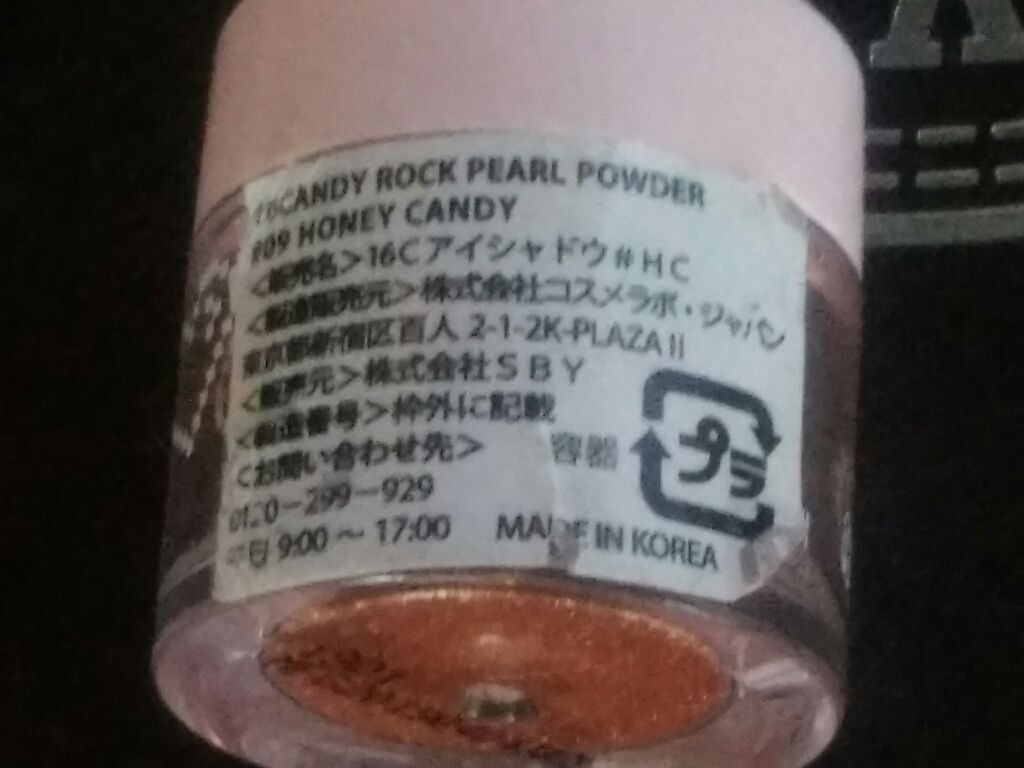 16CANDY ROCK PEARL POWDER
#09 HONEY CANDY
<販売名>16Cアイシャドウ#HC
<製造販売元>株式会社コスメラボ・ジャパン
東京都新宿区百人 2-1-2K-PLAZA II
<販売元>株式会社SBY
<製造番号>枠外に記載
<お問い合わせ先>
容器 プラ
0120-299-929
平日 9:00～17:00 MADE IN KOREA